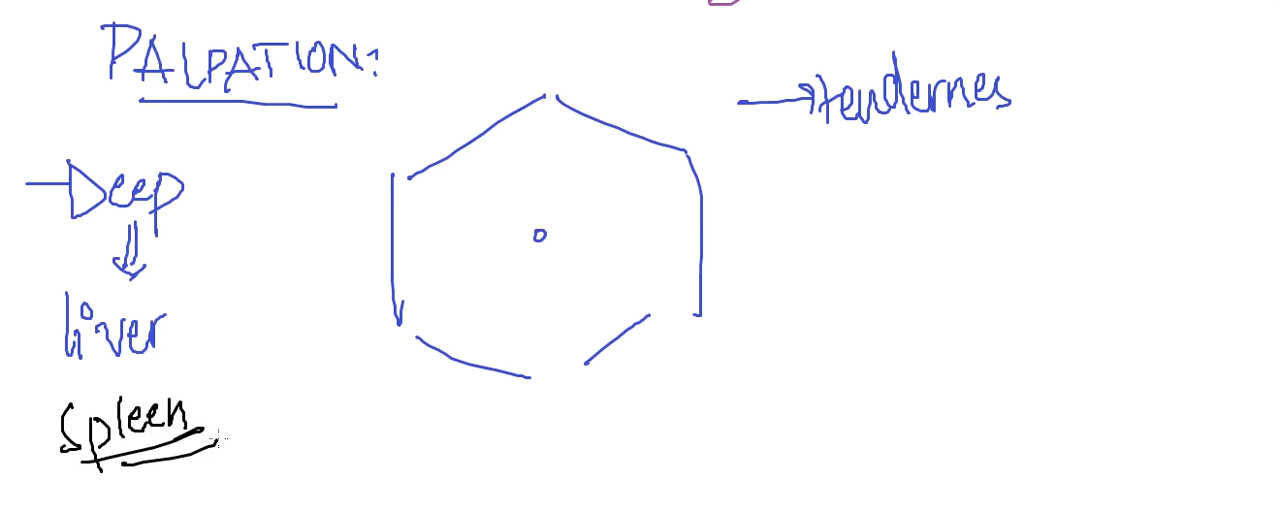 PALPATION:
→ tendernes
Deep
liver
Spleen